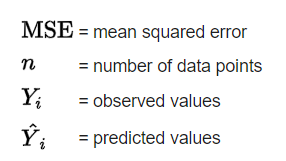 MSE = mean squared error
n = number of data points
Yᵢ = observed values
Ŷᵢ = predicted values